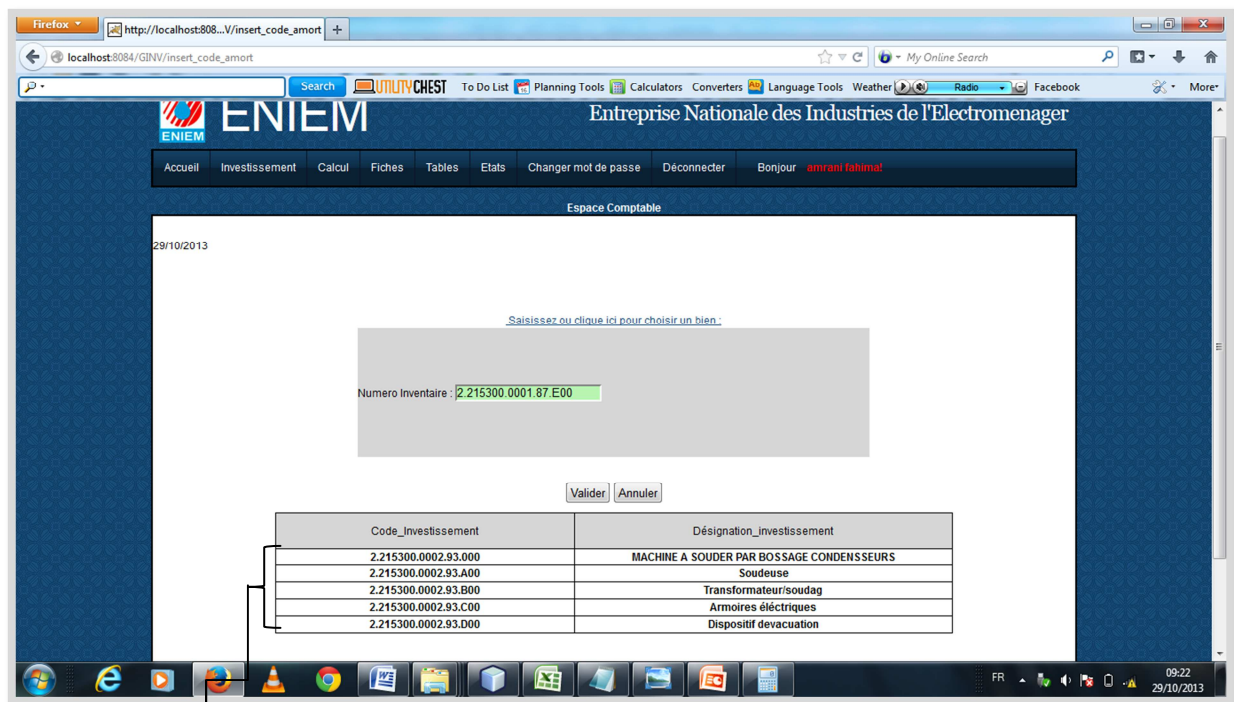 Firefox
http://localhost:808...V/insert_code_amort +
localhost:8084/GINV/insert_code_amort
My Online Search
Search UTILITYCHEST To Do List Planning Tools Calculators Converters Language Tools Weather Radio Facebook More
ENIEM ENIEM Entreprise Nationale des Industries de l'Electromenager
Accueil Investissement Calcul Fiches Tables Etats Changer mot de passe Déconnecter Bonjour amrani fahima!
Espace Comptable
29/10/2013
Saisissez ou clique ici pour choisir un bien :
Numero Inventaire : 2.215300.0001.87.E00
Valider Annuler
Code_Investissement Désignation_investissement
2.215300.0002.93.000 MACHINE A SOUDER PAR BOSSAGE CONDENSSEURS
2.215300.0002.93.A00 Soudeuse
2.215300.0002.93.B00 Transformateur/soudag
2.215300.0002.93.C00 Armoires éléctriques
2.215300.0002.93.D00 Dispositif devacuation
FR 09:22
29/10/2013